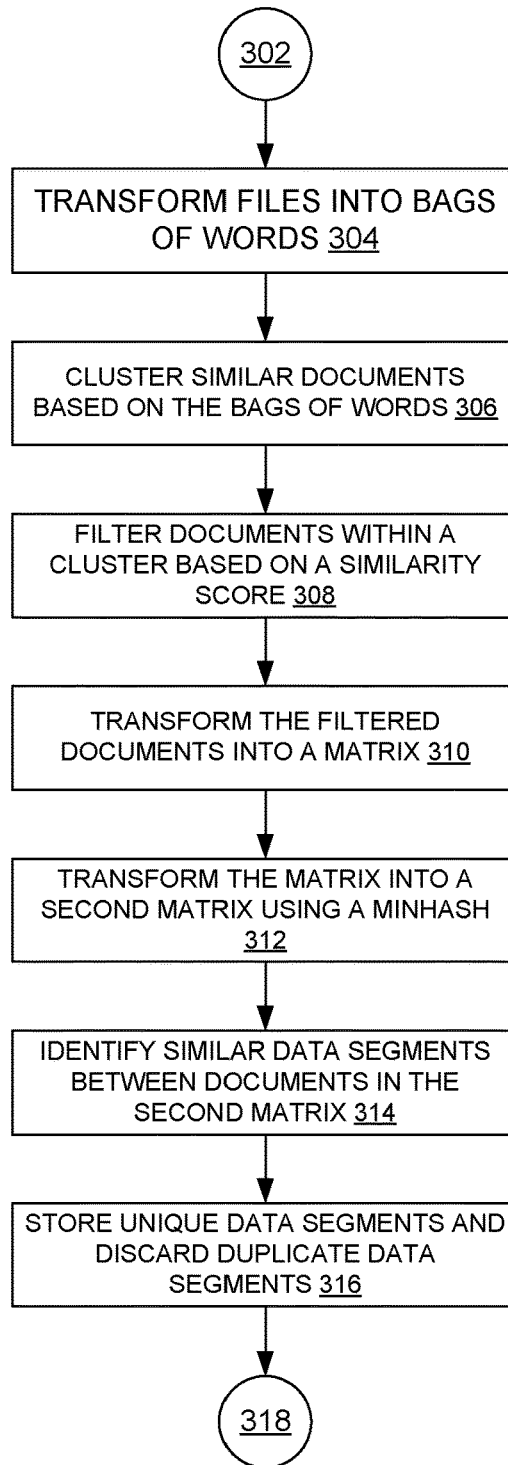 302
TRANSFORM FILES INTO BAGS
OF WORDS 304
CLUSTER SIMILAR DOCUMENTS
BASED ON THE BAGS OF WORDS 306
FILTER DOCUMENTS WITHIN A
CLUSTER BASED ON A SIMILARITY
SCORE 308
TRANSFORM THE FILTERED
DOCUMENTS INTO A MATRIX 310
TRANSFORM THE MATRIX INTO A
SECOND MATRIX USING A MINHASH
312
IDENTIFY SIMILAR DATA SEGMENTS
BETWEEN DOCUMENTS IN THE
SECOND MATRIX 314
STORE UNIQUE DATA SEGMENTS AND
DISCARD DUPLICATE DATA
SEGMENTS 316
318